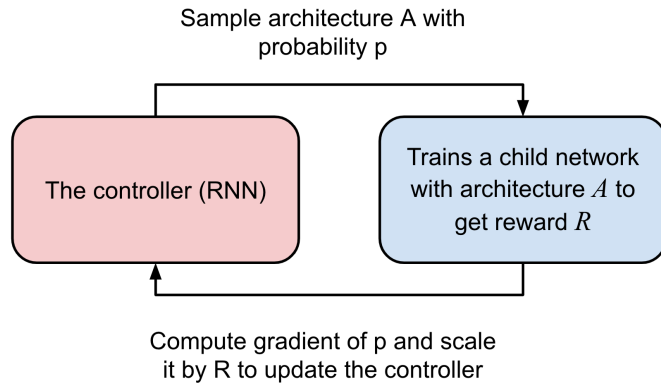 Sample architecture A with
probability p
The controller (RNN)
Trains a child network
with architecture A to
get reward R
Compute gradient of p and scale
it by R to update the controller